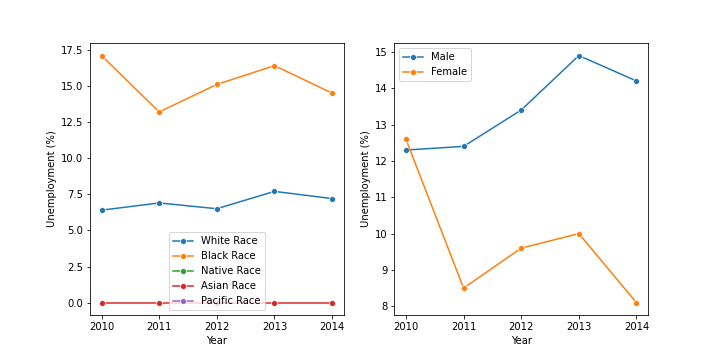 17.5
15.0
12.5
10.0
7.5
5.0
2.5
0.0
Unemployment (%)
White Race
Black Race
Native Race
Asian Race
Pacific Race
2010 2011 2012 2013 2014
Year
15
14
13
12
11
10
9
8
Unemployment (%)
Male
Female
2010 2011 2012 2013 2014
Year